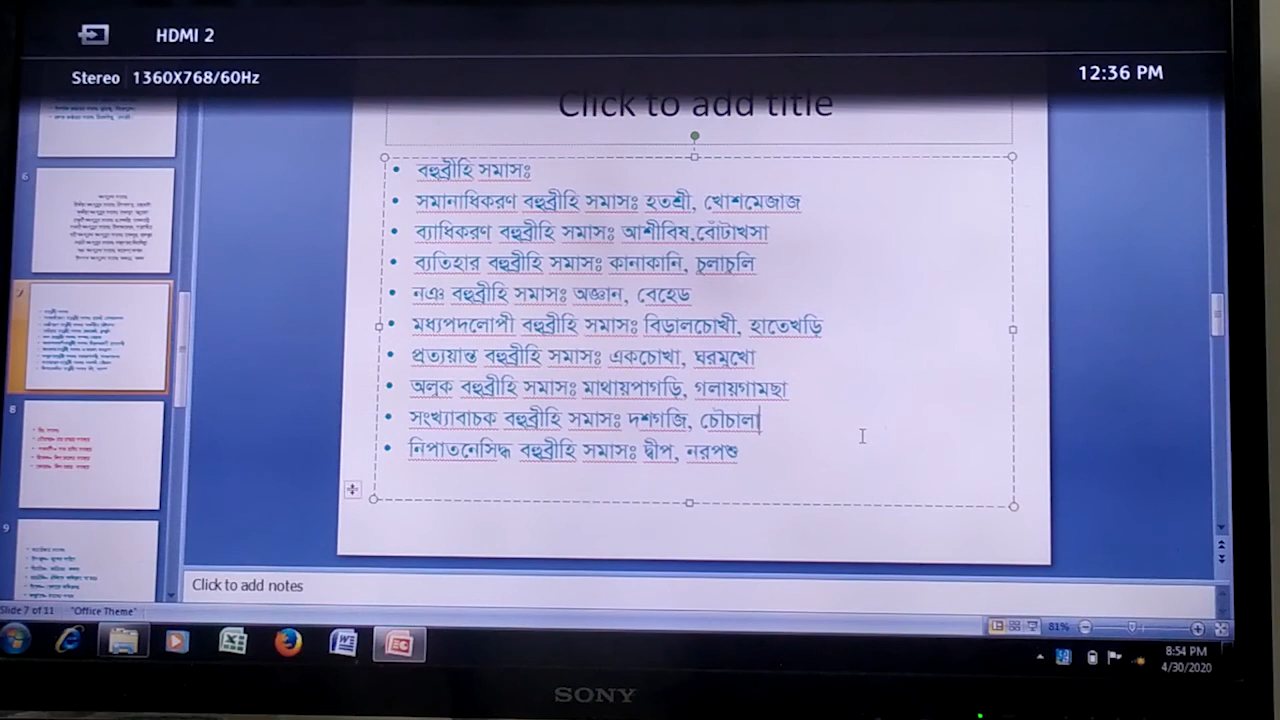 HDMI 2
Stereo 1360X768/60Hz
12:36 PM
Click to add title
বহুব্রীহি সমাসঃ
সমানাধিকরণ বহুব্রীহি সমাসঃ হতশ্রী, খোশমেজাজ
ব্যাধিকরণ বহুব্রীহি সমাসঃ আশীবিষ,বোঁটাখসা
ব্যতিহার বহুব্রীহি সমাসঃ কানাকানি, চুলাচুলি
নঞ বহুব্রীহি সমাসঃ অজ্ঞান, বেহেড
মধ্যপদলোপী বহুব্রীহি সমাসঃ বিড়ালচোখী, হাতেখড়ি
প্রত্যয়ান্ত বহুব্রীহি সমাসঃ একচোখা, ঘরমুখো
অলুক বহুব্রীহি সমাসঃ মাথায়পাগড়ি, গলায়গামছা
সংখ্যাবাচক বহুব্রীহি সমাসঃ দশগজি, চৌচালা
নিপাতনেসিদ্ধ বহুব্রীহি সমাসঃ দ্বীপ, নরপশু
6
7
8
9
Click to add notes
Slide 7 of 11 "Office Theme"
81%
8:54 PM
4/30/2020
SONY